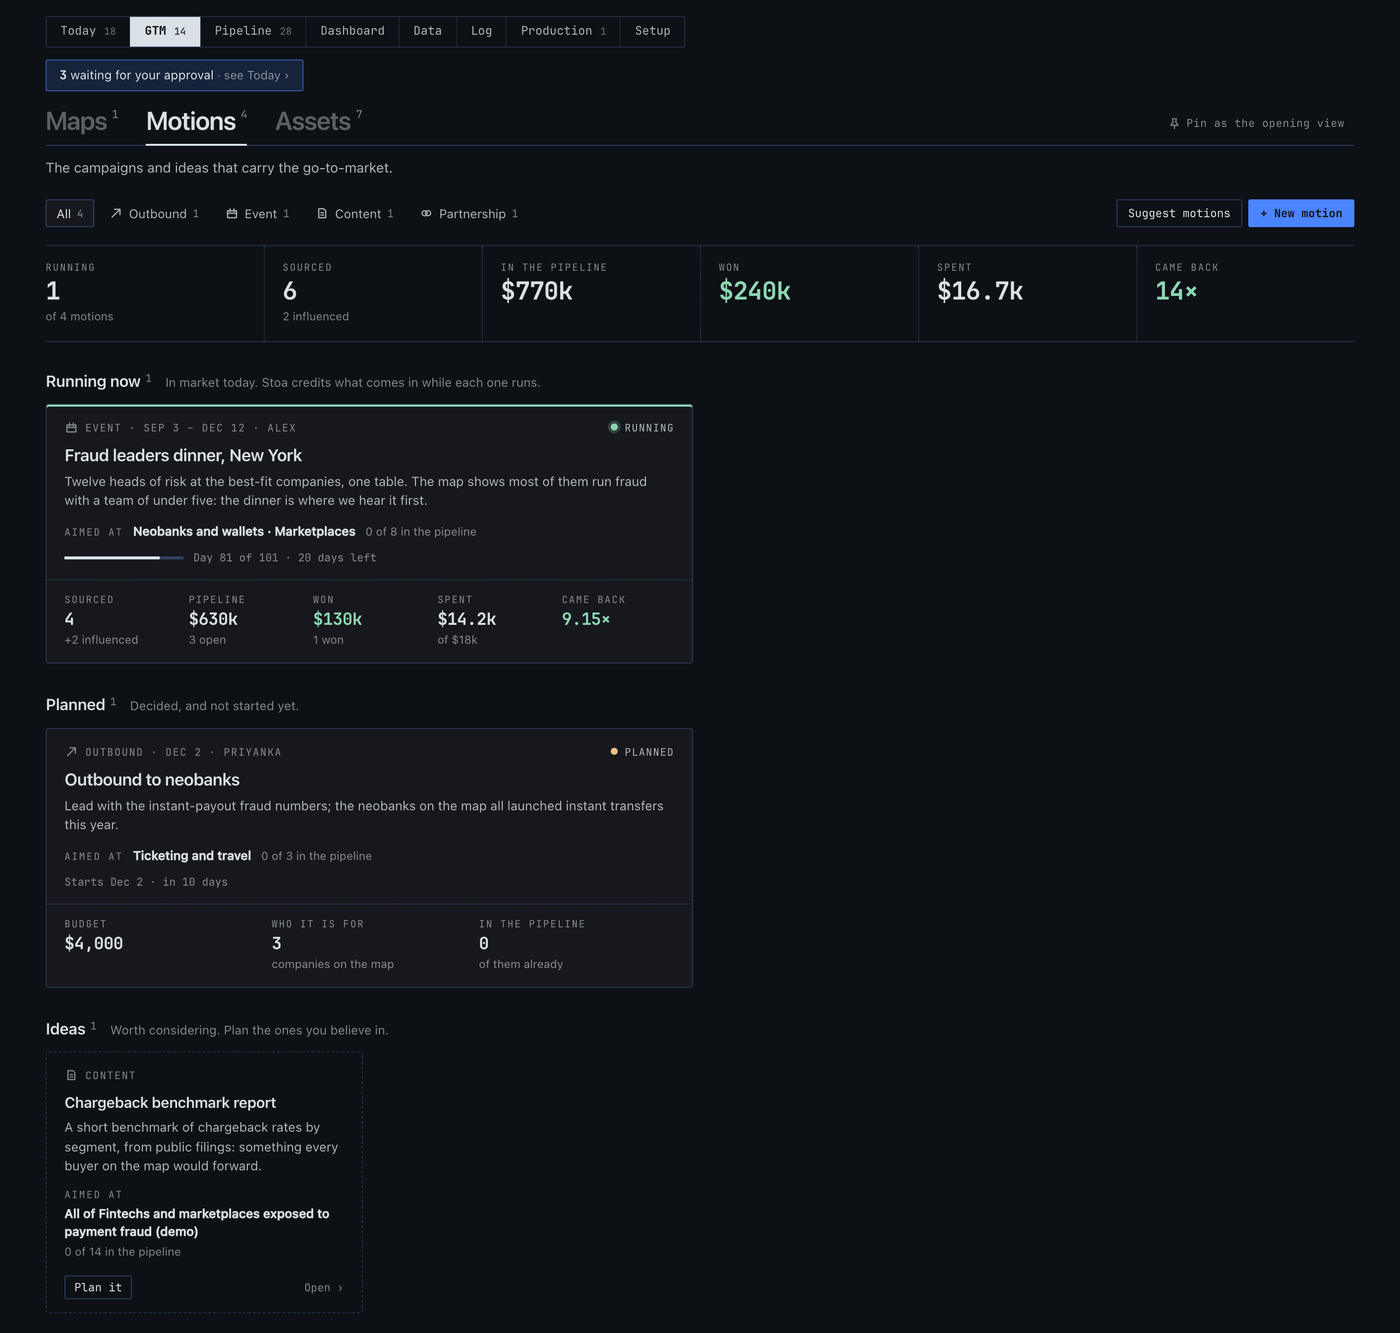 Today 18 GTM 14 Pipeline 28 Dashboard Data Log Production 1 Setup
3 waiting for your approval · see Today ›
Maps 1 Motions 4 Assets 7
Pin as the opening view
The campaigns and ideas that carry the go-to-market.
All 4 Outbound 1 Event 1 Content 1 Partnership 1
Suggest motions + New motion
RUNNING
1
of 4 motions
SOURCED
6
2 influenced
IN THE PIPELINE
$770k
WON
$240k
SPENT
$16.7k
CAME BACK
14×
Running now 1 In market today. Stoa credits what comes in while each one runs.
EVENT · SEP 3 – DEC 12 · ALEX
RUNNING
Fraud leaders dinner, New York
Twelve heads of risk at the best-fit companies, one table. The map shows most of them run fraud
with a team of under five: the dinner is where we hear it first.
AIMED AT Neobanks and wallets · Marketplaces 0 of 8 in the pipeline
Day 81 of 101 · 20 days left
SOURCED
4
+2 influenced
PIPELINE
$630k
3 open
WON
$130k
1 won
SPENT
$14.2k
of $18k
CAME BACK
9.15×
Planned 1 Decided, and not started yet.
OUTBOUND · DEC 2 · PRIYANKA
PLANNED
Outbound to neobanks
Lead with the instant-payout fraud numbers; the neobanks on the map all launched instant transfers
this year.
AIMED AT Ticketing and travel 0 of 3 in the pipeline
Starts Dec 2 · in 10 days
BUDGET
$4,000
WHO IT IS FOR
3
companies on the map
IN THE PIPELINE
0
of them already
Ideas 1 Worth considering. Plan the ones you believe in.
CONTENT
Chargeback benchmark report
A short benchmark of chargeback rates by
segment, from public filings: something every
buyer on the map would forward.
AIMED AT
All of Fintechs and marketplaces exposed to
payment fraud (demo)
0 of 14 in the pipeline
Plan it
Open ›